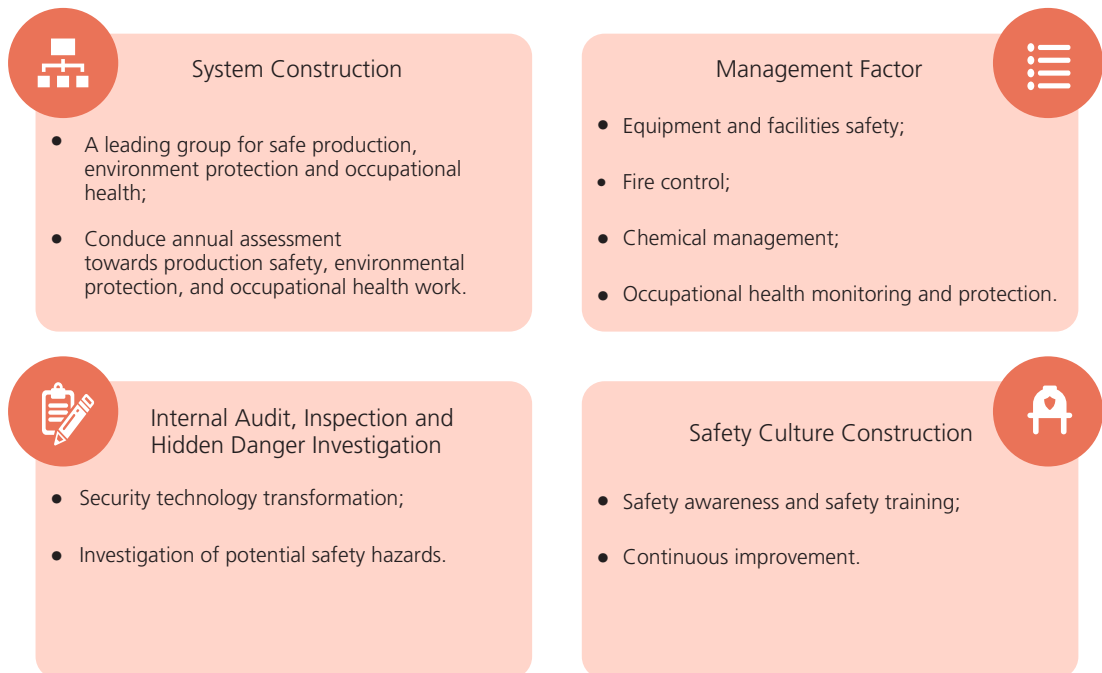 System Construction
● A leading group for safe production,
environment protection and occupational
health;
● Conduce annual assessment
towards production safety, environmental
protection, and occupational health work.
Management Factor
● Equipment and facilities safety;
● Fire control;
● Chemical management;
● Occupational health monitoring and protection.
Internal Audit, Inspection and
Hidden Danger Investigation
● Security technology transformation;
● Investigation of potential safety hazards.
Safety Culture Construction
● Safety awareness and safety training;
● Continuous improvement.